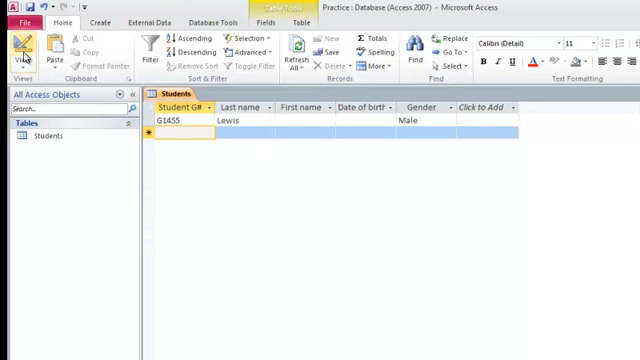 Table Tools
Practice : Database (Access 2007) - Microsoft Access
File Home Create External Data Database Tools Fields Table
View Paste Cut Filter Ascending Selection Refresh All New Totals Find Replace Calibri (Detail) 11
Copy Descending Advanced Save Spelling Go To B I U A
Format Painter Remove Sort Toggle Filter Delete More Select
Views Clipboard Sort & Filter Records Find Text Formatting
All Access Objects Students
Search... Student G# Last name First name Date of birth Gender Click to Add
Tables G1455 Lewis Male
Students